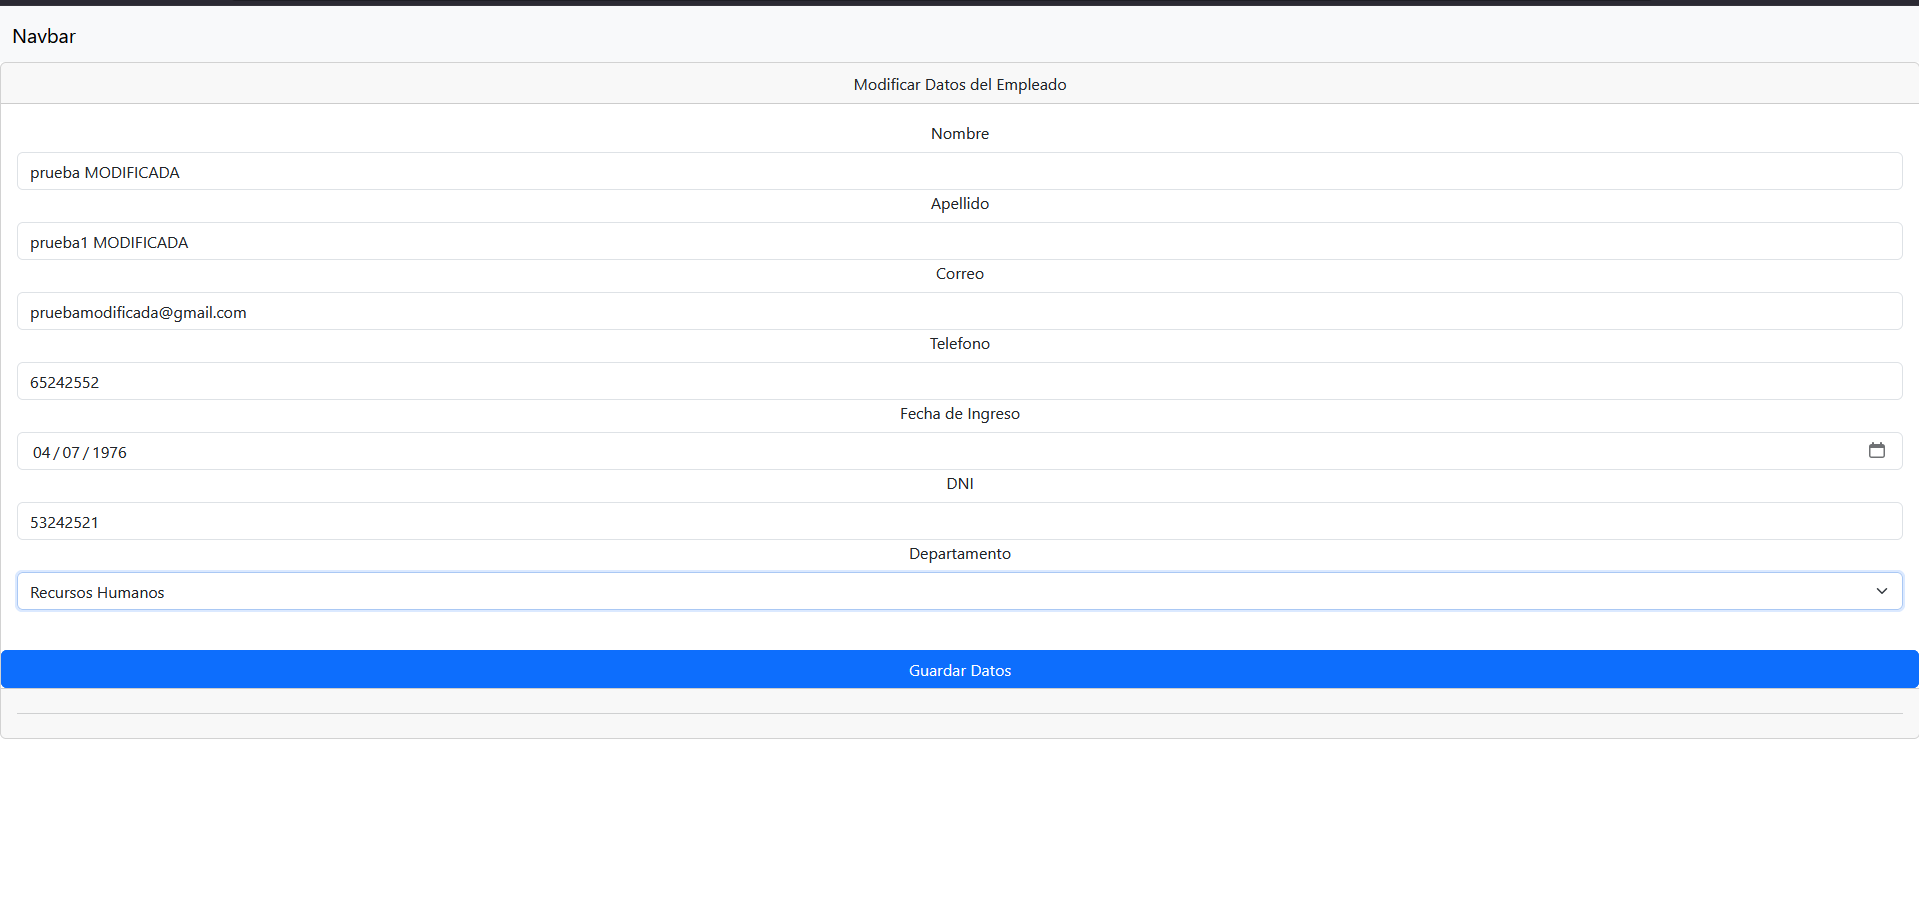 Navbar
Modificar Datos del Empleado
Nombre
prueba MODIFICADA
Apellido
prueba1 MODIFICADA
Correo
pruebamodificada@gmail.com
Telefono
65242552
Fecha de Ingreso
04/07/1976
DNI
53242521
Departamento
Recursos Humanos
Guardar Datos